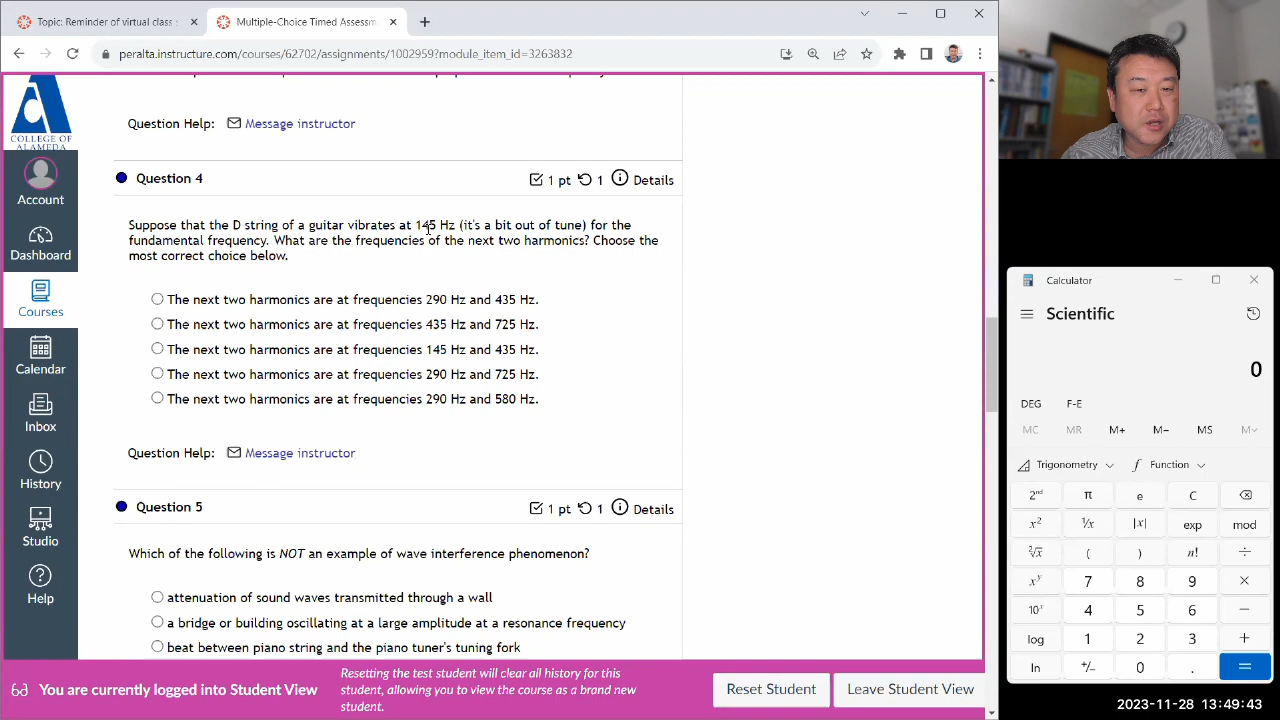 Topic: Reminder of virtual class
Multiple-Choice Timed Assessm
peralta.instructure.com/courses/62702/assignments/1002959?module_item_id=3263832
COLLEGE OF
ALAMEDA
Account
Dashboard
Courses
Calendar
Inbox
History
Studio
Help
Question Help: Message instructor
Question 4
1 pt 1 Details
Suppose that the D string of a guitar vibrates at 145 Hz (it's a bit out of tune) for the
fundamental frequency. What are the frequencies of the next two harmonics? Choose the
most correct choice below.
The next two harmonics are at frequencies 290 Hz and 435 Hz.
The next two harmonics are at frequencies 435 Hz and 725 Hz.
The next two harmonics are at frequencies 145 Hz and 435 Hz.
The next two harmonics are at frequencies 290 Hz and 725 Hz.
The next two harmonics are at frequencies 290 Hz and 580 Hz.
Question Help: Message instructor
Question 5
1 pt 1 Details
Which of the following is NOT an example of wave interference phenomenon?
attenuation of sound waves transmitted through a wall
a bridge or building oscillating at a large amplitude at a resonance frequency
beat between piano string and the piano tuner's tuning fork
You are currently logged into Student View
Resetting the test student will clear all history for this
student, allowing you to view the course as a brand new
student.
Reset Student
Leave Student View
Calculator
Scientific
0
DEG F-E
MC MR M+ M− MS M˅
Trigonometry Function
2nd π e C
x² ¹/x |x| exp mod
²√x ( ) n! ÷
xʸ 7 8 9 ×
10ˣ 4 5 6 −
log 1 2 3 +
ln +/− 0 . =
2023-11-28 13:49:43